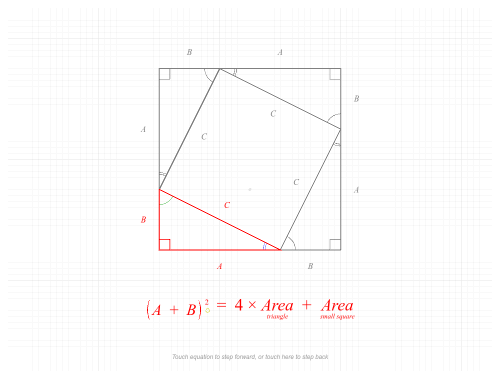 B A
B
A
C
C
C A
B C
A B
(A + B)² = 4 × Area + Area
triangle small square
Touch equation to step forward, or touch here to step back